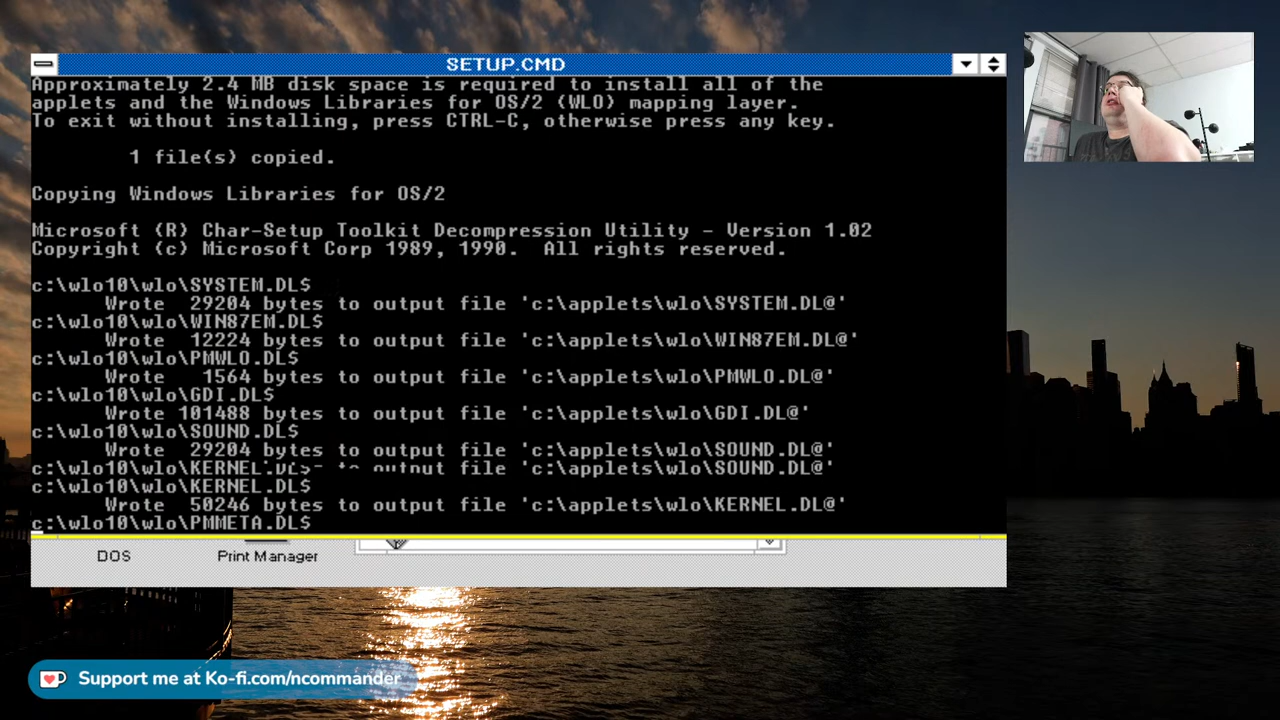 SETUP.CMD
Approximately 2.4 MB disk space is required to install all of the
applets and the Windows Libraries for OS/2 (WLO) mapping layer.
To exit without installing, press CTRL-C, otherwise press any key.
1 file(s) copied.
Copying Windows Libraries for OS/2
Microsoft (R) Char-Setup Toolkit Decompression Utility - Version 1.02
Copyright (c) Microsoft Corp 1989, 1990.  All rights reserved.
c:\wlo10\wlo\SYSTEM.DL$
Wrote  29204 bytes to output file 'c:\applets\wlo\SYSTEM.DL@'
c:\wlo10\wlo\WIN87EM.DL$
Wrote  12224 bytes to output file 'c:\applets\wlo\WIN87EM.DL@'
c:\wlo10\wlo\PMWLO.DL$
Wrote   1564 bytes to output file 'c:\applets\wlo\PMWLO.DL@'
c:\wlo10\wlo\GDI.DL$
Wrote 101488 bytes to output file 'c:\applets\wlo\GDI.DL@'
c:\wlo10\wlo\SOUND.DL$
Wrote  29204 bytes to output file 'c:\applets\wlo\SOUND.DL@'
c:\wlo10\wlo\KERNEL.DL to output file 'c:\applets\wlo\SOUND.DL@'
c:\wlo10\wlo\KERNEL.DL$
Wrote  50246 bytes to output file 'c:\applets\wlo\KERNEL.DL@'
c:\wlo10\wlo\PMMETA.DL$
DOS
Print Manager
Support me at Ko-fi.com/ncommander